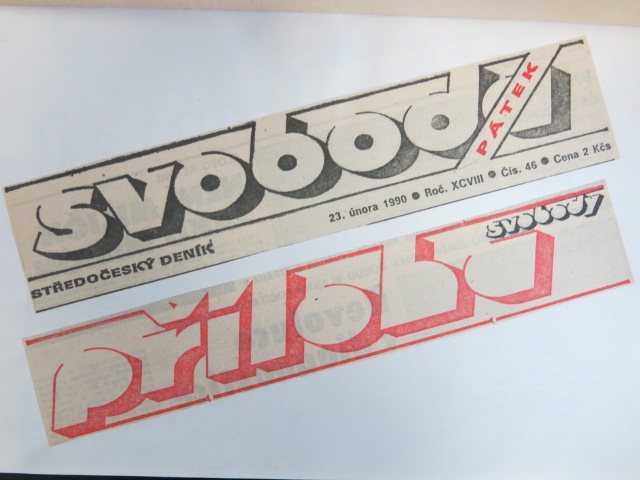 svoboda
PÁTEK
23. února 1990 ● Roč. XCVIII ● Čís. 46 ● Cena 2 Kčs
STŘEDOČESKÝ DENÍK
svobody
příloha